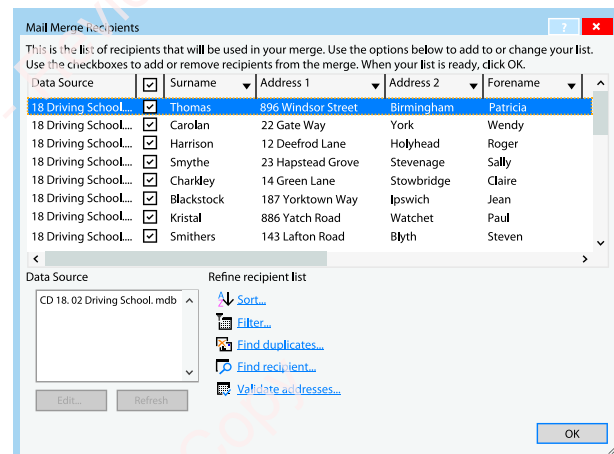 Mail Merge Recipients ? ×
This is the list of recipients that will be used in your merge. Use the options below to add to or change your list.
Use the checkboxes to add or remove recipients from the merge. When your list is ready, click OK.
Data Source Surname Address 1 Address 2 Forename
18 Driving School.... Thomas 896 Windsor Street Birmingham Patricia
18 Driving School.... Carolan 22 Gate Way York Wendy
18 Driving School.... Harrison 12 Deefrod Lane Holyhead Roger
18 Driving School.... Smythe 23 Hapstead Grove Stevenage Sally
18 Driving School.... Charkley 14 Green Lane Stowbridge Claire
18 Driving School.... Blackstock 187 Yorktown Way Ipswich Jean
18 Driving School.... Kristal 886 Yatch Road Watchet Paul
18 Driving School.... Smithers 143 Lafton Road Blyth Steven
Data Source Refine recipient list
CD 18. 02 Driving School. mdb
Sort...
Filter...
Find duplicates...
Find recipient...
Validate addresses...
Edit... Refresh
OK